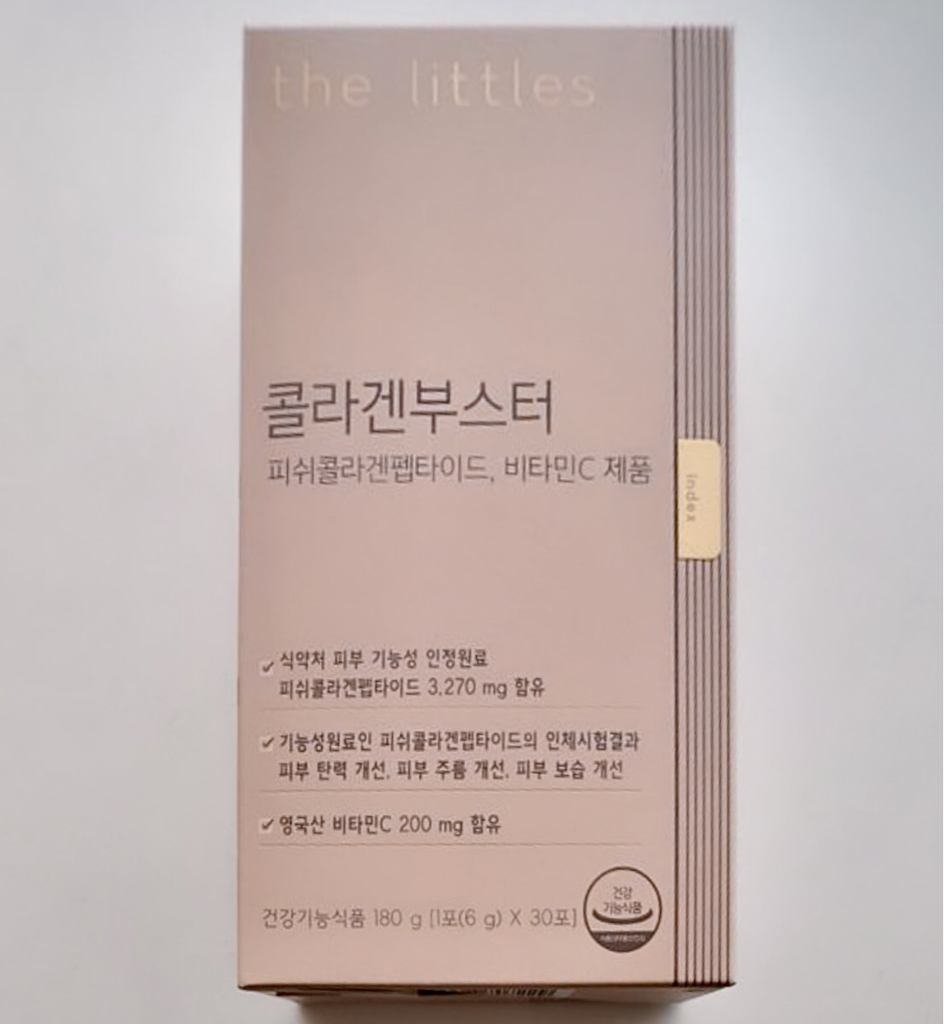 the littles
콜라겐부스터
피쉬콜라겐펩타이드, 비타민C 제품
index
식약처 피부 기능성 인정원료
피쉬콜라겐펩타이드 3,270 mg 함유
기능성원료인 피쉬콜라겐펩타이드의 인체시험결과
피부 탄력 개선, 피부 주름 개선, 피부 보습 개선
영국산 비타민C 200 mg 함유
건강기능식품 180 g [1포(6 g) X 30포]
건강
기능식품